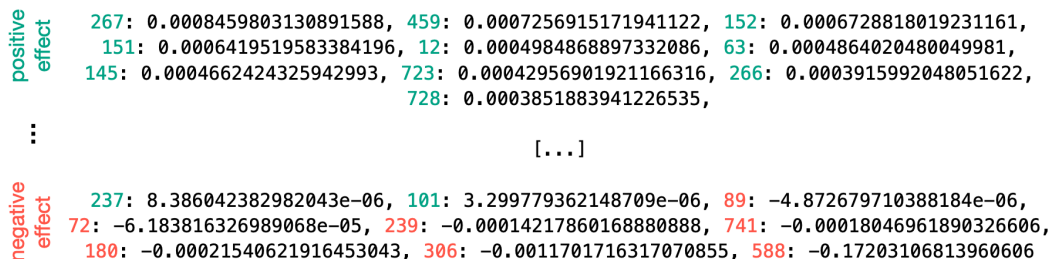 positive effect
267: 0.0008459803130891588, 459: 0.0007256915171941122, 152: 0.0006728818019231161,
151: 0.0006419519583384196, 12: 0.0004984868897332086, 63: 0.0004864020480049981,
145: 0.0004662424325942993, 723: 0.00042956901921166316, 266: 0.0003915992048051622,
728: 0.0003851883941226535,
⋮
[...]
negative effect
237: 8.386042382982043e-06, 101: 3.2997793621487​09e-06, 89: -4.872679710388184e-06,
72: -6.183816326989068e-05, 239: -0.00014217860168880888, 741: -0.00018046961890326606,
180: -0.00021540621916453043, 306: -0.0011701716317070855, 588: -0.17203106813960606